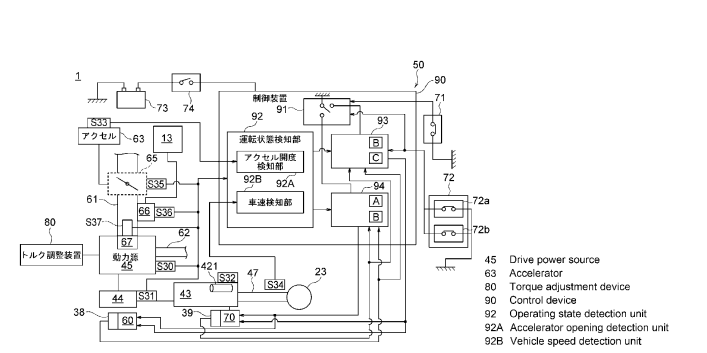 50
90
1
制御装置
71
91
73
74
92
93
S33
アクセル
63
13
運転状態検知部
B
C
65
アクセル開度
検知部
92A
S35
92B
94
72
61
66
S36
車速検知部
A
B
72a
80
S37
67
62
72b
トルク調整装置
動力源
45
S30
421
S32
47
S34
23
44
S31
43
38
60
39
70
45 Drive power source
63 Accelerator
80 Torque adjustment device
90 Control device
92 Operating state detection unit
92A Accelerator opening detection unit
92B Vehicle speed detection unit